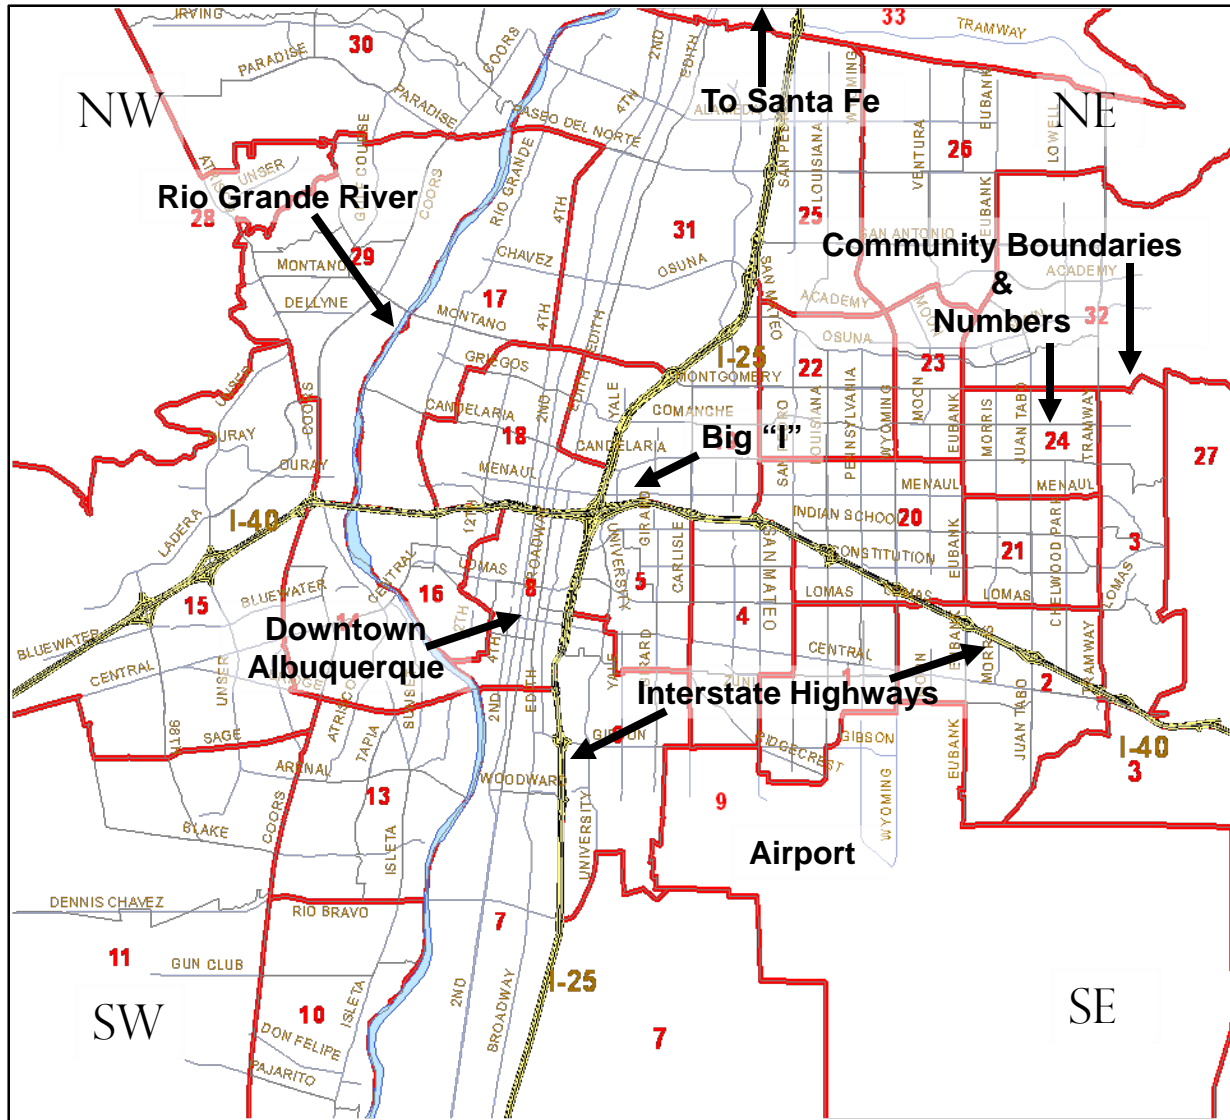 IRVING
30
PARADISE
COORS
2ND
EDITH
33
TRAMWAY
NW
PARADISE
4TH
To Santa Fe
WYOMING
EUBANK
NE
PASEO DEL NORTE
ALAMEDA
SAN PEDRO
LOUISIANA
VENTURA
26
LOWELL
UNSER
GOLF COURSE
COORS
RIO GRANDE
Rio Grande River
28
4TH
31
25
SAN ANTONIO
EUBANK
CHAVEZ
OSUNA
SAN MATEO
Community Boundaries
&
Numbers
29
MONTANO
DELLYNE
17
MONTANO
4TH
EDITH
ACADEMY
ACADEMY
32
OSUNA
I-25
GRIEGOS
22
23
MONTGOMERY
UNSER
COORS
CANDELARIA
2ND
EDITH
YALE
COMANCHE
LOUISIANA
PENNSYLVANIA
WYOMING
MOON
EUBANK
MORRIS
JUAN TABO
24
TRAMWAY
27
OURAY
18
CANDELARIA
Big “I”
OURAY
MENAUL
MENAUL
MENAUL
LADERA
I-40
12TH
BROADWAY
UNIVERSITY
GIRARD
CARLISLE
SAN MATEO
INDIAN SCHOOL
20
CONSTITUTION
EUBANK
21
CHELWOOD PARK
3
LOMAS
15
BLUEWATER
CENTRAL
LOMAS
16
8
5
4
LOMAS
LOMAS
LOMAS
14
BLUEWATER
Downtown
Albuquerque
CENTRAL
UNSER
ATRISCO
SUNSET
4TH
2ND
EDITH
YALE
GIRARD
CENTRAL
ZUNI
1
EUBANK
MORRIS
2
TRAMWAY
Interstate Highways
98TH
SAGE
TAPIA
GIBSON
RIDGECREST
GIBSON
JUAN TABO
I-40
3
ARENAL
13
WOODWARD
9
WYOMING
EUBANK
BLAKE
COORS
ISLETA
UNIVERSITY
Airport
DENNIS CHAVEZ
RIO BRAVO
7
11
GUN CLUB
I-25
SW
10
ISLETA
2ND
BROADWAY
SE
DON FELIPE
7
PAJARITO